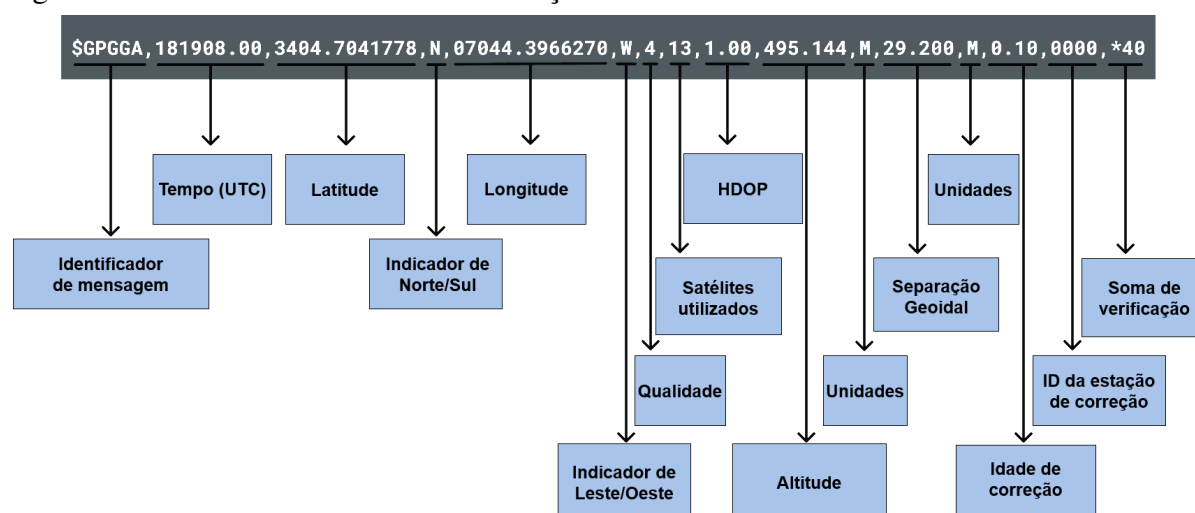 $GPGGA,181908.00,3404.7041778,N,07044.3966270,W,4,13,1.00,495.144,M,29.200,M,0.10,0000,*40
Tempo (UTC)
Latitude
Longitude
HDOP
Unidades
Identificador
de mensagem
Indicador de
Norte/Sul
Satélites
utilizados
Separação
Geoidal
Soma de
verificação
Qualidade
Unidades
ID da estação
de correção
Indicador de
Leste/Oeste
Altitude
Idade de
correção